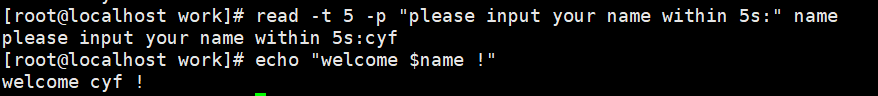 [root@localhost work]# read -t 5 -p "please input your name within 5s:" name
please input your name within 5s:cyf
[root@localhost work]# echo "welcome $name !"
welcome cyf !